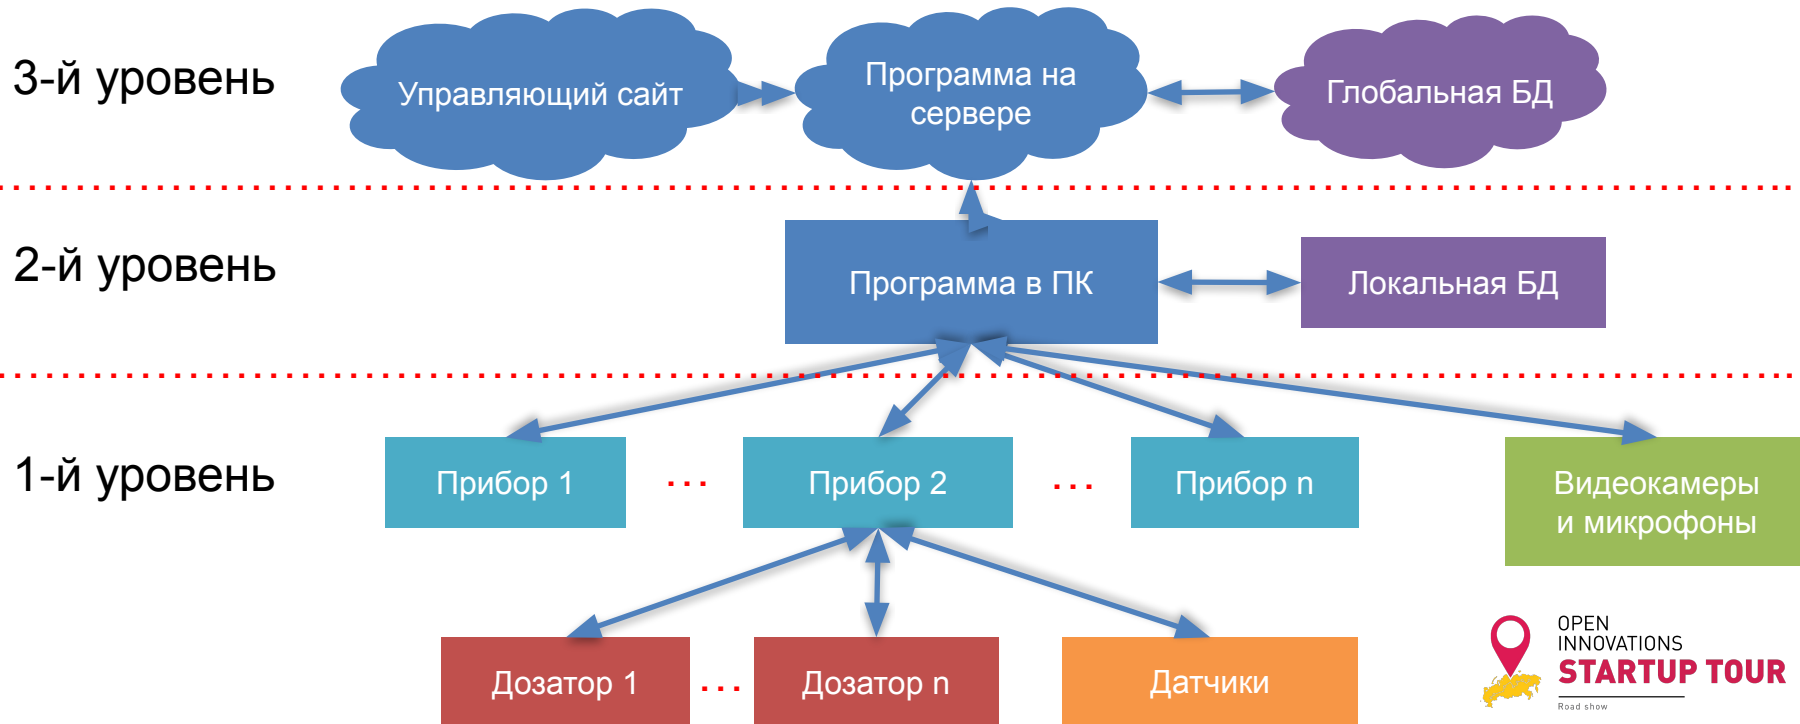 3-й уровень
Управляющий сайт
Программа на
сервере
Глобальная БД
2-й уровень
Программа в ПК
Локальная БД
1-й уровень
Прибор 1
...
Прибор 2
...
Прибор n
Видеокамеры
и микрофоны
Дозатор 1
...
Дозатор n
Датчики
OPEN
INNOVATIONS
STARTUP TOUR
Road show